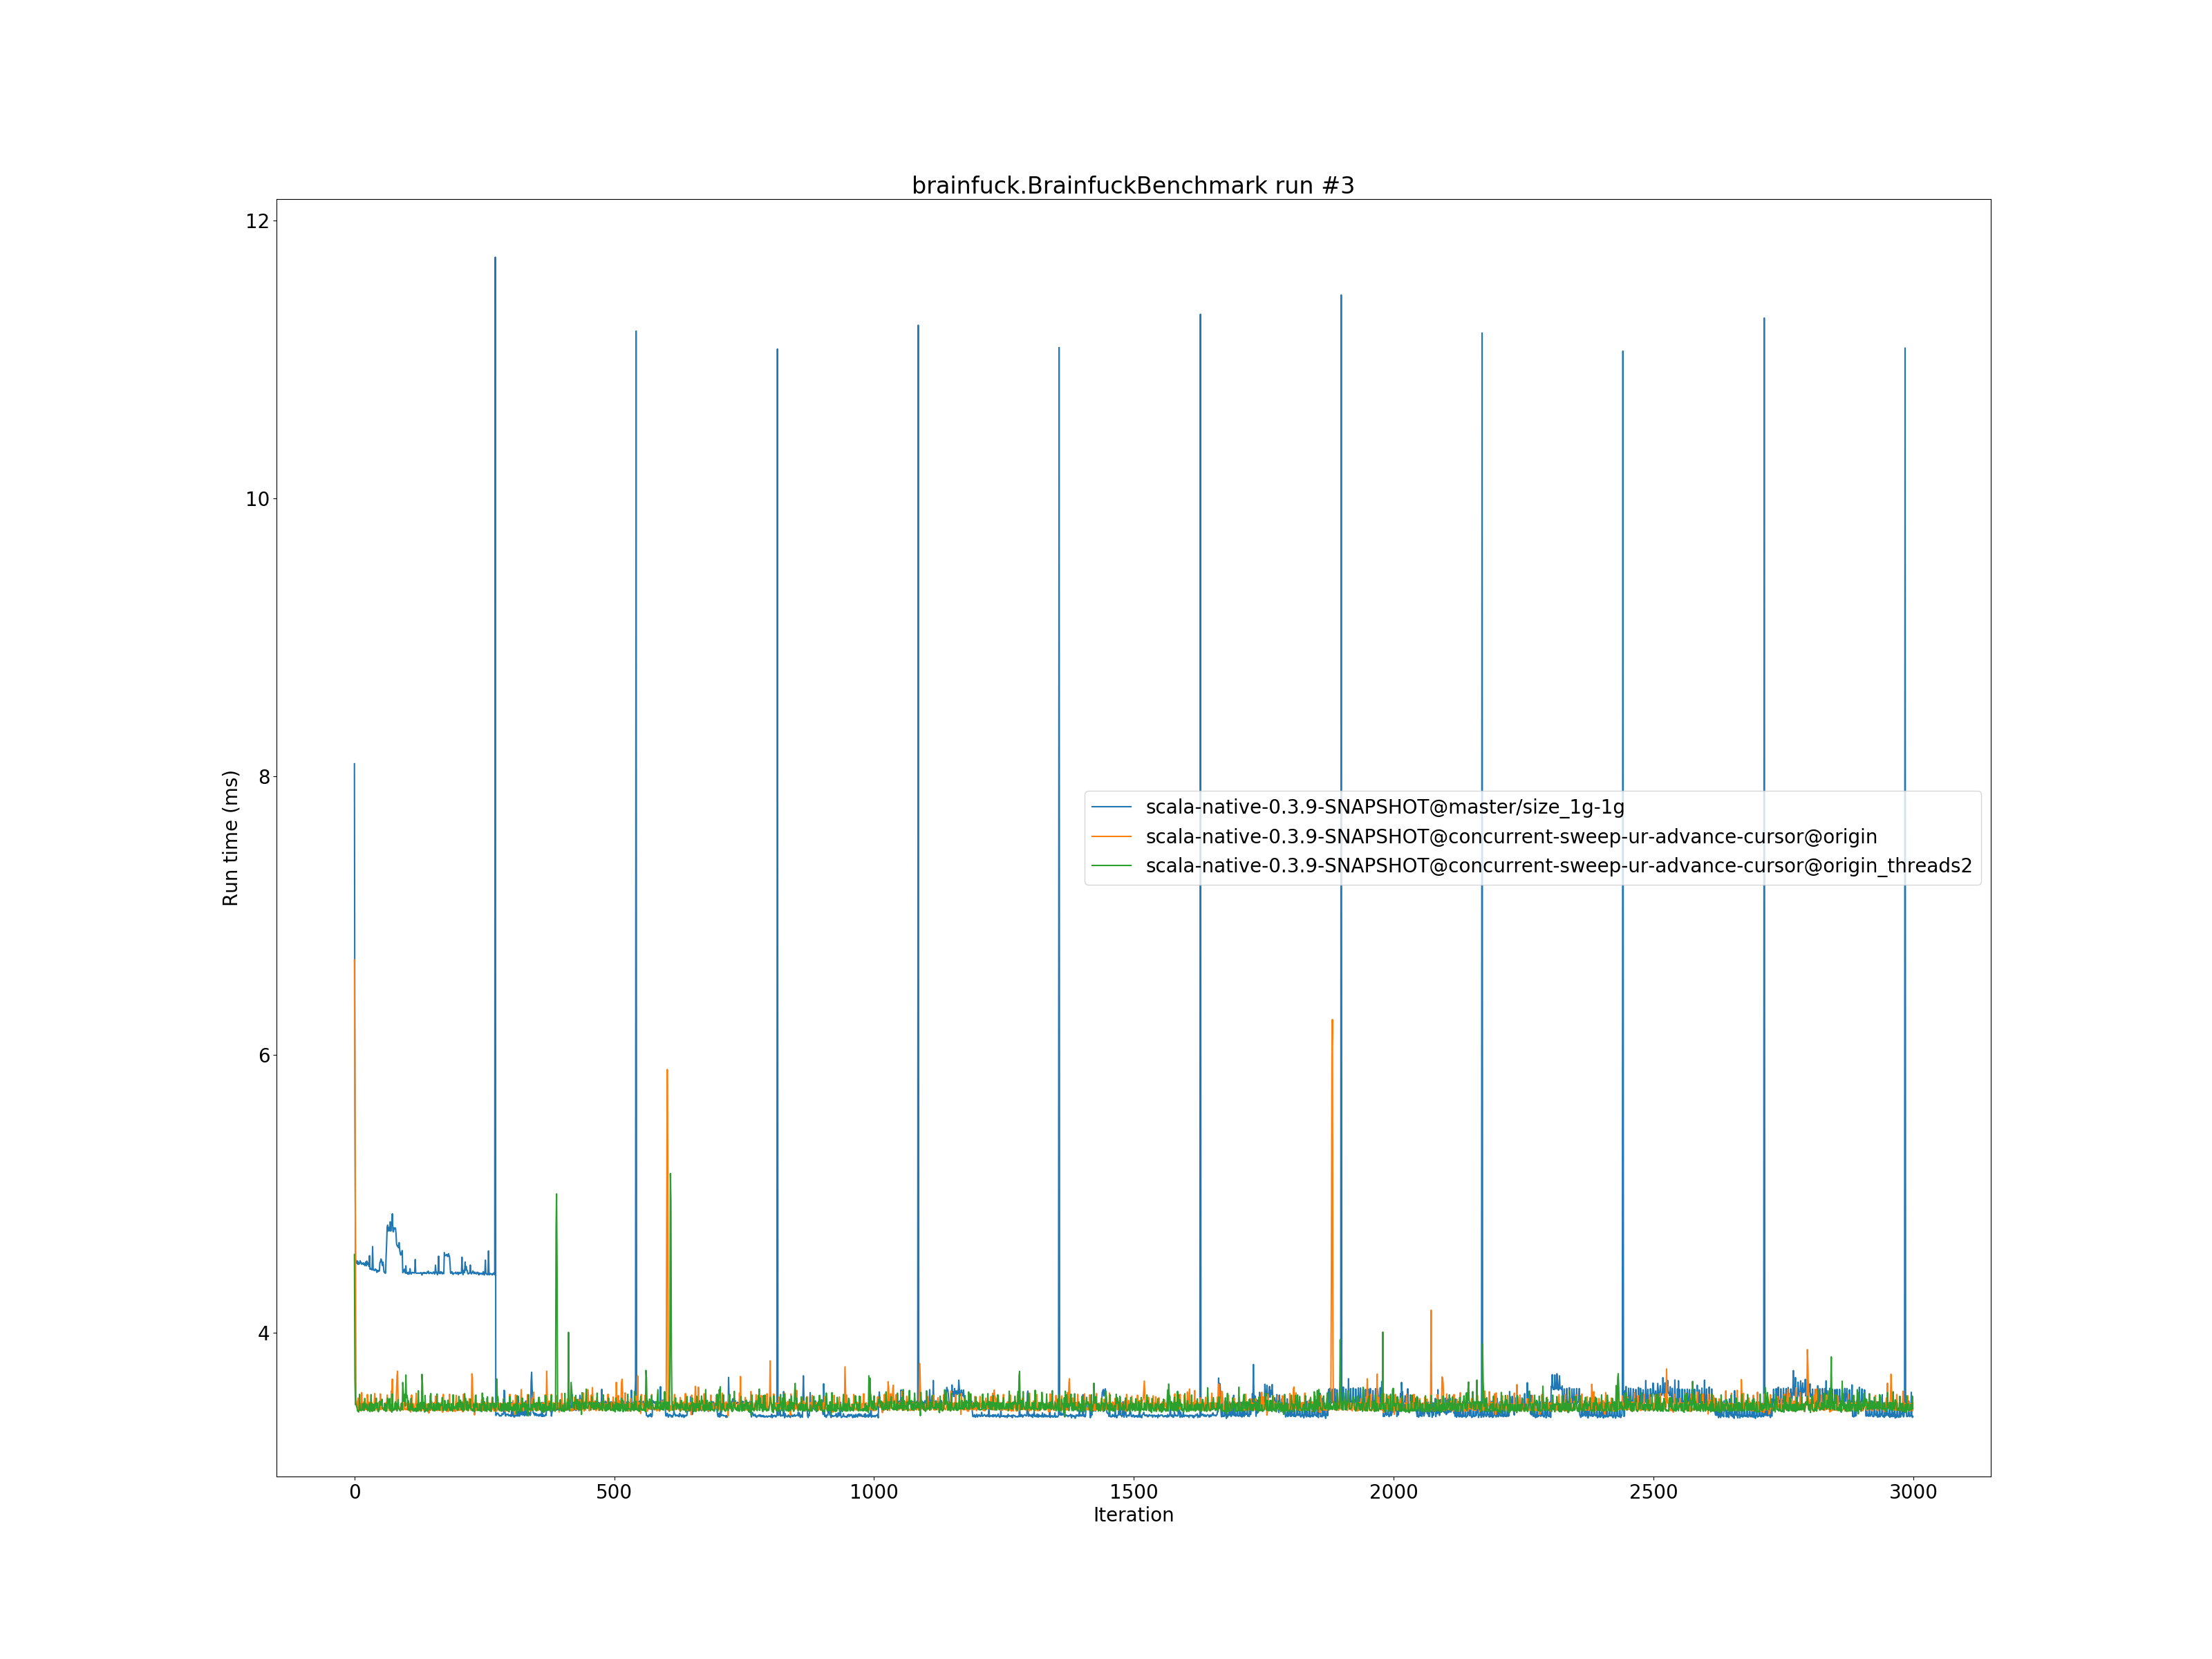 brainfuck.BrainfuckBenchmark run #3
12
10
8
6
4
Run time (ms)
scala-native-0.3.9-SNAPSHOT@master/size_1g-1g
scala-native-0.3.9-SNAPSHOT@concurrent-sweep-ur-advance-cursor@origin
scala-native-0.3.9-SNAPSHOT@concurrent-sweep-ur-advance-cursor@origin_threads2
0 500 1000 1500 2000 2500 3000
Iteration